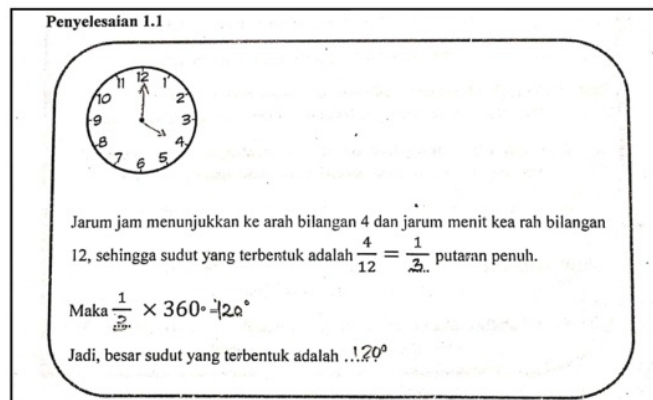 Penyelesaian 1.1
12
11 1
10 2
9 3
8 4
7 5
6
Jarum jam menunjukkan ke arah bilangan 4 dan jarum menit kea rah bilangan
12, sehingga sudut yang terbentuk adalah 4/12 = 1/3 putaran penuh.
Maka 1/3 × 360° = 120°
Jadi, besar sudut yang terbentuk adalah ...120°